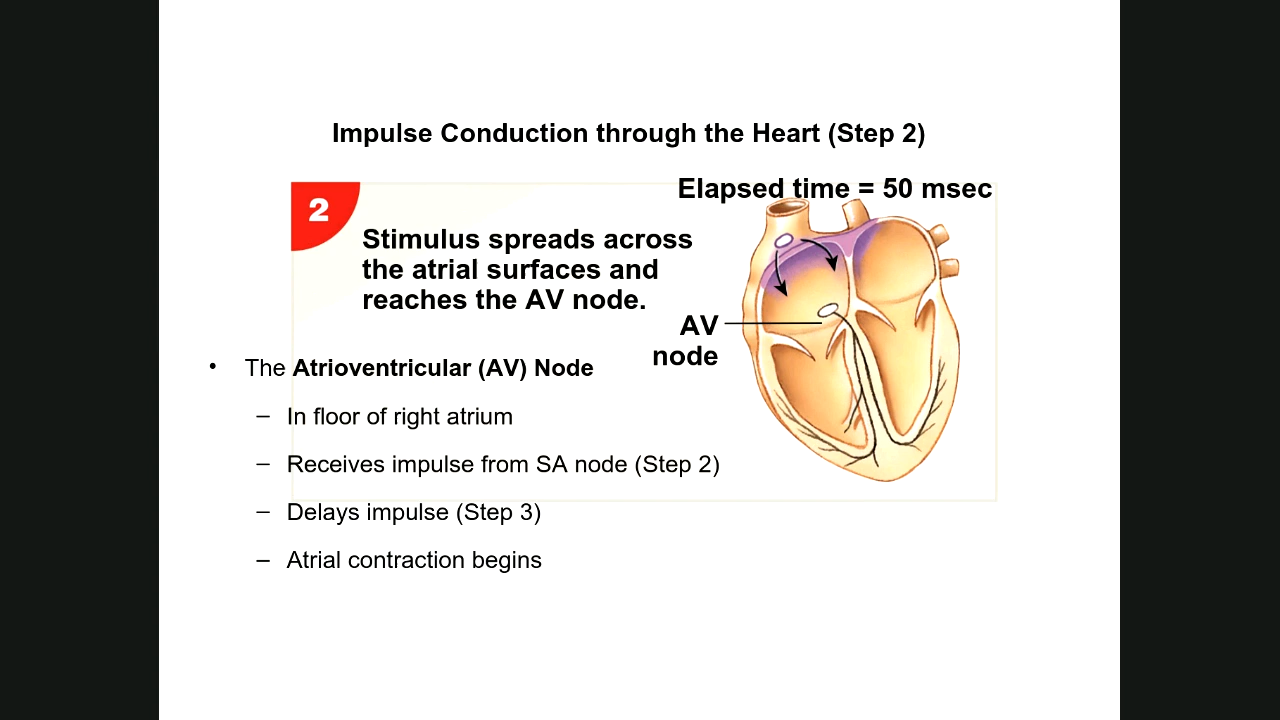 Impulse Conduction through the Heart (Step 2)
Elapsed time = 50 msec
2
Stimulus spreads across
the atrial surfaces and
reaches the AV node.
AV
node
• The Atrioventricular (AV) Node
– In floor of right atrium
– Receives impulse from SA node (Step 2)
– Delays impulse (Step 3)
– Atrial contraction begins